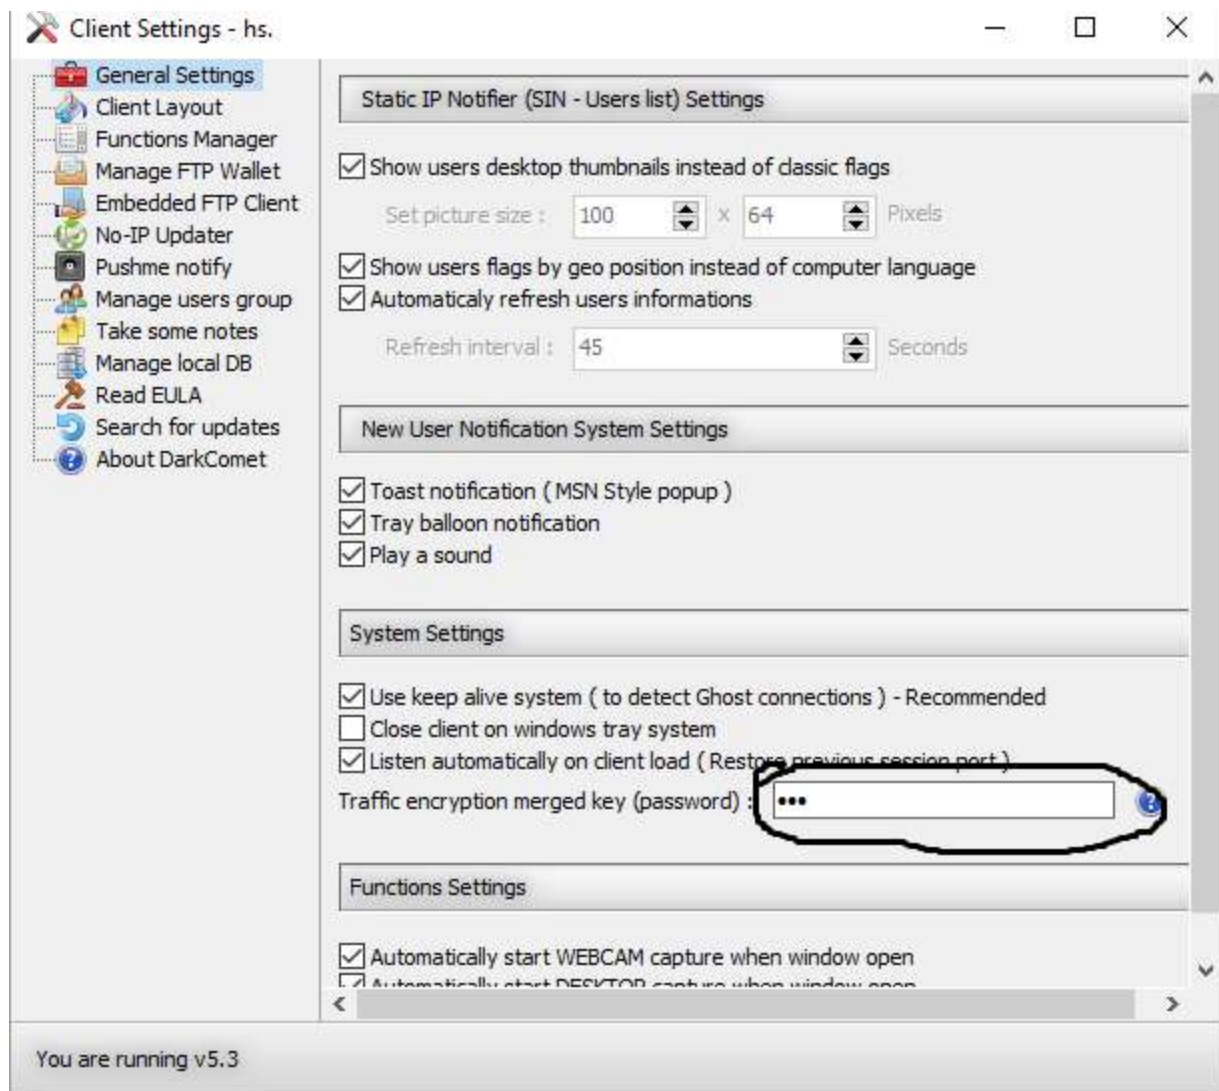 Client Settings - hs.
General Settings
Client Layout
Functions Manager
Manage FTP Wallet
Embedded FTP Client
No-IP Updater
Pushme notify
Manage users group
Take some notes
Manage local DB
Read EULA
Search for updates
About DarkComet
Static IP Notifier (SIN - Users list) Settings
Show users desktop thumbnails instead of classic flags
Set picture size : 100 x 64 Pixels
Show users flags by geo position instead of computer language
Automaticaly refresh users informations
Refresh interval : 45 Seconds
New User Notification System Settings
Toast notification ( MSN Style popup )
Tray balloon notification
Play a sound
System Settings
Use keep alive system ( to detect Ghost connections ) - Recommended
Close client on windows tray system
Listen automatically on client load ( Restore previous session port )
Traffic encryption merged key (password) : •••
Functions Settings
Automatically start WEBCAM capture when window open
Automatically start DESKTOP capture when window open
You are running v5.3